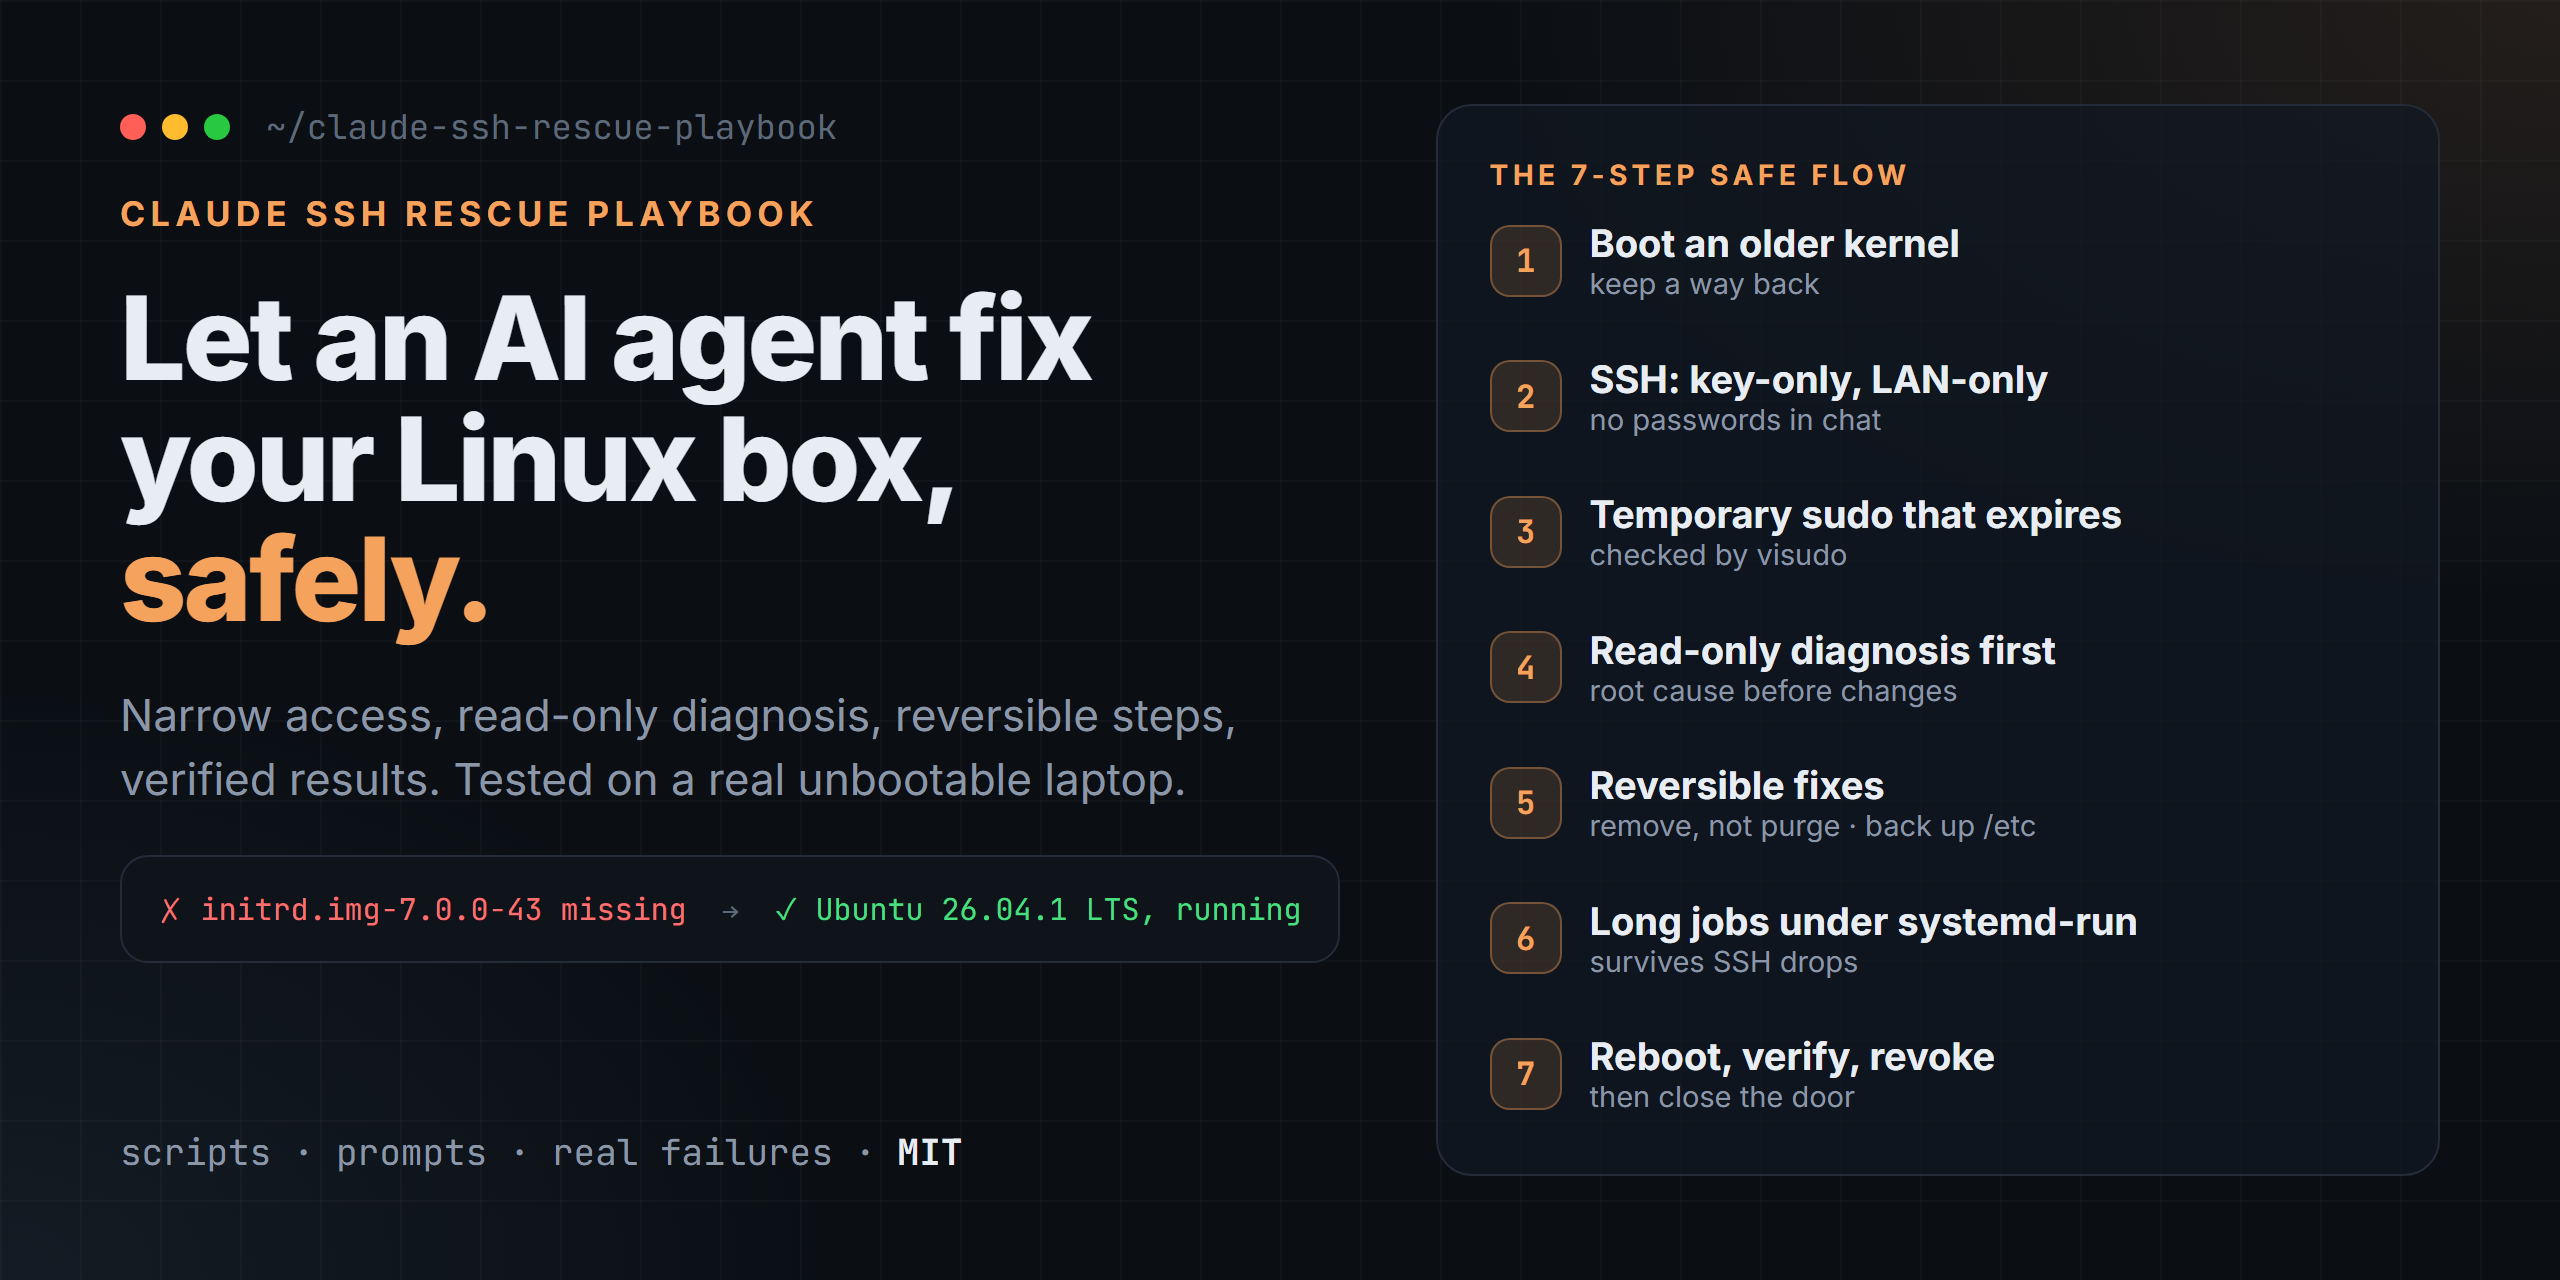 ~/claude-ssh-rescue-playbook
CLAUDE SSH RESCUE PLAYBOOK
Let an AI agent fix
your Linux box,
safely.
Narrow access, read-only diagnosis, reversible steps,
verified results. Tested on a real unbootable laptop.
✗ initrd.img-7.0.0-43 missing → ✓ Ubuntu 26.04.1 LTS, running
scripts · prompts · real failures · MIT
THE 7-STEP SAFE FLOW
1 Boot an older kernel
keep a way back
2 SSH: key-only, LAN-only
no passwords in chat
3 Temporary sudo that expires
checked by visudo
4 Read-only diagnosis first
root cause before changes
5 Reversible fixes
remove, not purge · back up /etc
6 Long jobs under systemd-run
survives SSH drops
7 Reboot, verify, revoke
then close the door